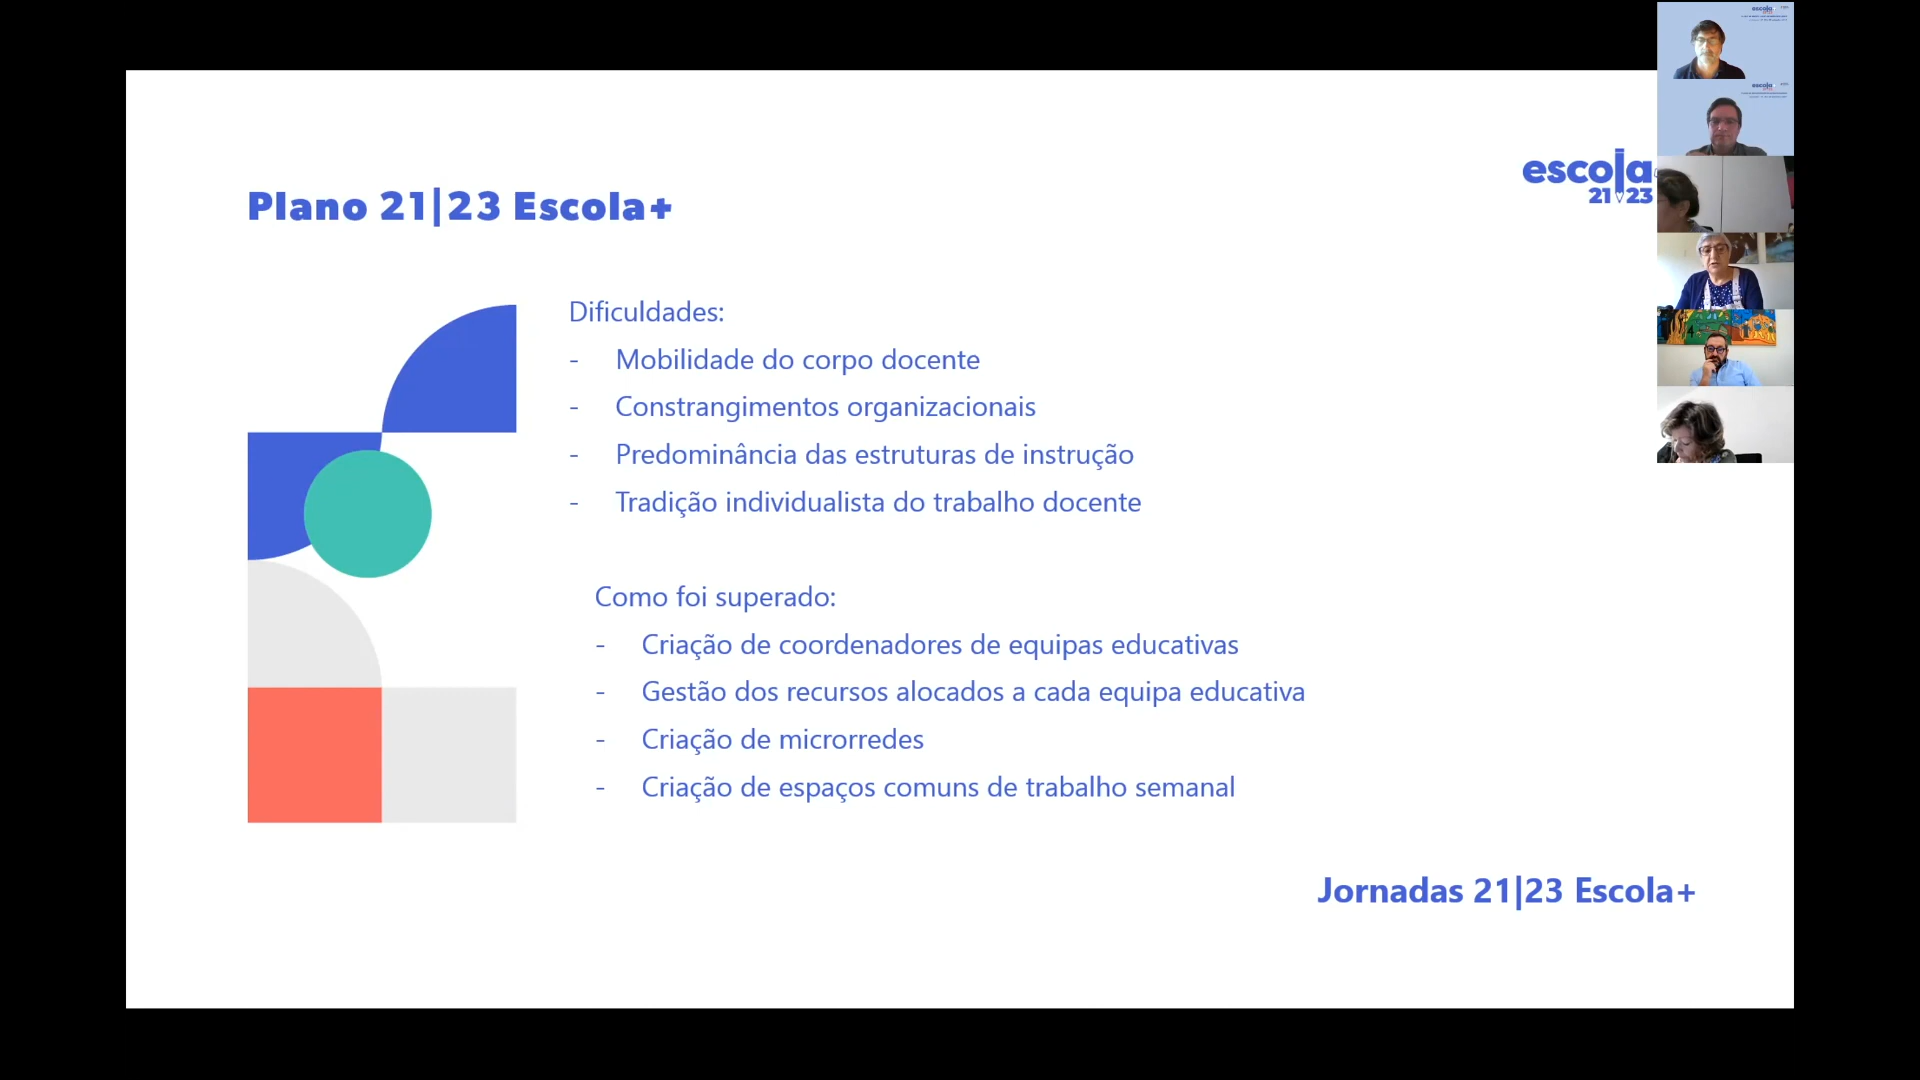 Plano 21|23 Escola+
escola
21 23
Dificuldades:
- Mobilidade do corpo docente
- Constrangimentos organizacionais
- Predominância das estruturas de instrução
- Tradição individualista do trabalho docente
Como foi superado:
- Criação de coordenadores de equipas educativas
- Gestão dos recursos alocados a cada equipa educativa
- Criação de microrredes
- Criação de espaços comuns de trabalho semanal
Jornadas 21|23 Escola+
escola
escola